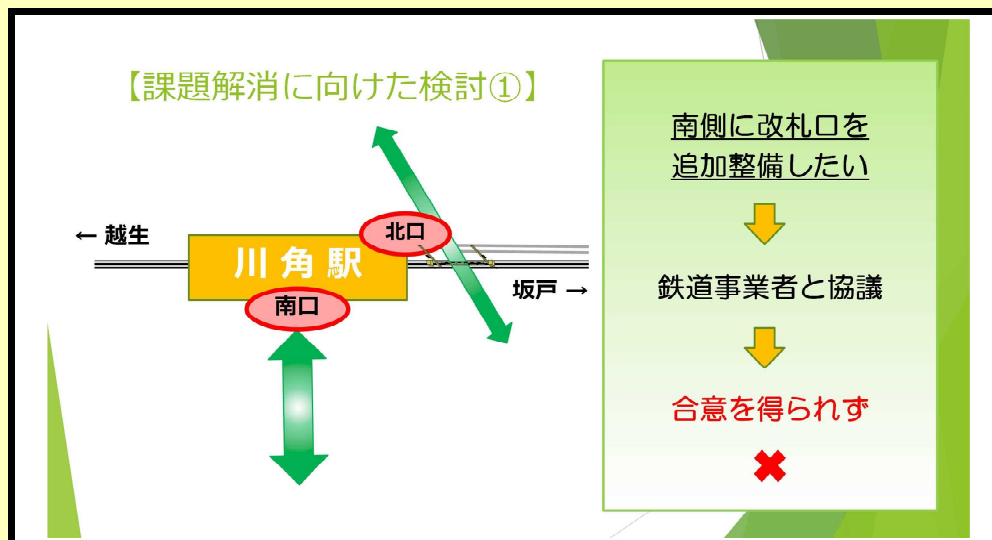 【課題解消に向けた検討①】
← 越生
川角駅
北口
南口
坂戸 →
南側に改札口を
追加整備したい
鉄道事業者と協議
合意を得られず